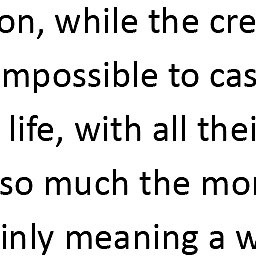 on, while the cre
mpossible to cas
life, with all thei
so much the mor
inly meaning a w